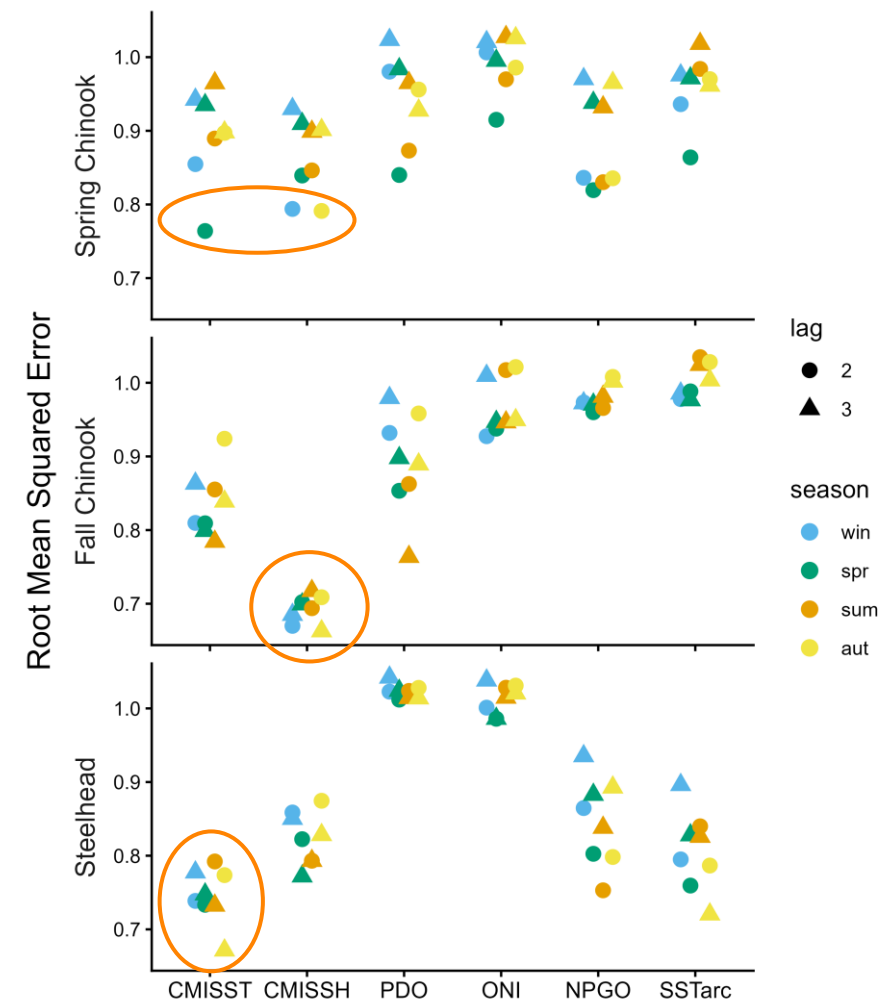 Root Mean Squared Error
Spring Chinook
1.0
0.9
0.8
0.7
Fall Chinook
1.0
0.9
0.8
0.7
Steelhead
1.0
0.9
0.8
0.7
CMISST CMISSH PDO ONI NPGO SSTarc
lag
2
3
season
win
spr
sum
aut